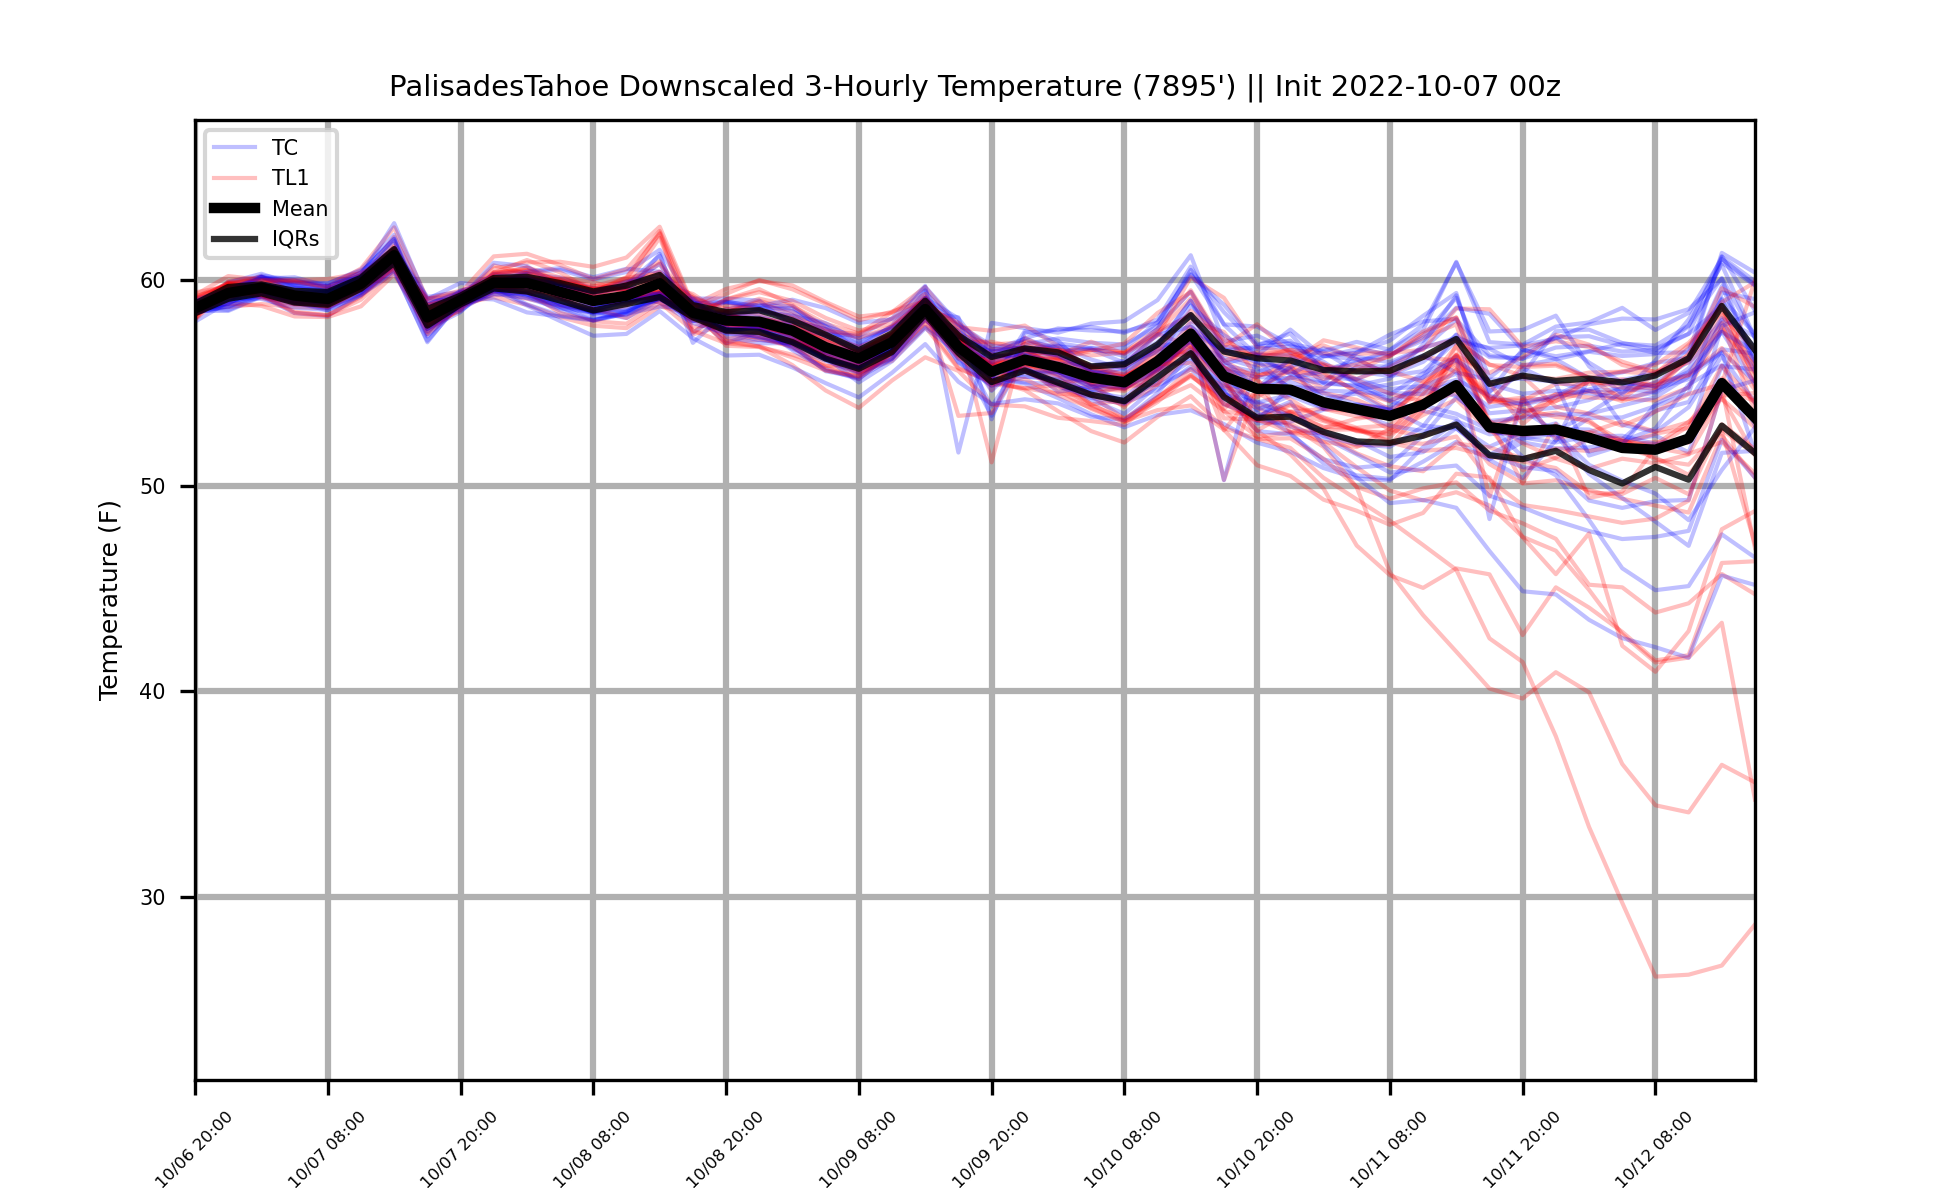 PalisadesTahoe Downscaled 3-Hourly Temperature (7895') || Init 2022-10-07 00z
TC
TL1
Mean
IQRs
60
50
40
30
Temperature (F)
10/06 20:00
10/07 08:00
10/07 20:00
10/08 08:00
10/08 20:00
10/09 08:00
10/09 20:00
10/10 08:00
10/10 20:00
10/11 08:00
10/11 20:00
10/12 08:00